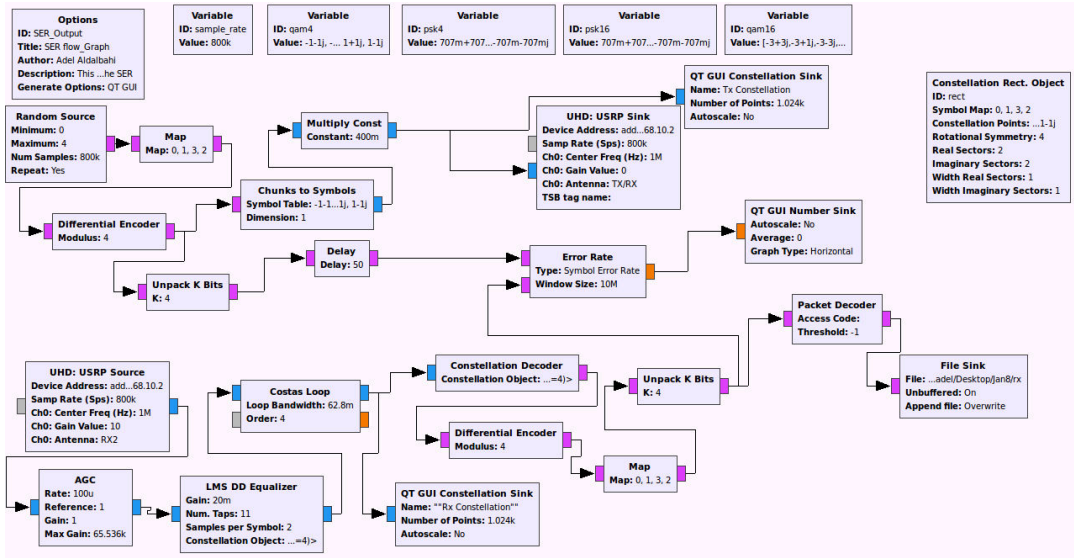 Options
ID: SER_Output
Title: SER flow_Graph
Author: Adel Aldalbahi
Description: This ...he SER
Generate Options: QT GUI
Variable
ID: sample_rate
Value: 800k
Variable
ID: qam4
Value: -1-1j, -... 1+1j, 1-1j
Variable
ID: psk4
Value: 707m+707...-707m-707mj
Variable
ID: psk16
Value: 707m+707...-707m-707mj
Variable
ID: qam16
Value: [-3+3j,-3+1j,-3-3j,...
QT GUI Constellation Sink
Name: Tx Constellation
Number of Points: 1.024k
Autoscale: No
Constellation Rect. Object
ID: rect
Symbol Map: 0, 1, 3, 2
Constellation Points: ...1-1j
Rotational Symmetry: 4
Real Sectors: 2
Imaginary Sectors: 2
Width Real Sectors: 1
Width Imaginary Sectors: 1
Random Source
Minimum: 0
Maximum: 4
Num Samples: 800k
Repeat: Yes
Map
Map: 0, 1, 3, 2
Multiply Const
Constant: 400m
UHD: USRP Sink
Device Address: add...68.10.2
Samp Rate (Sps): 800k
Ch0: Center Freq (Hz): 1M
Ch0: Gain Value: 0
Ch0: Antenna: TX/RX
TSB tag name:
Chunks to Symbols
Symbol Table: -1-1...1j, 1-1j
Dimension: 1
Differential Encoder
Modulus: 4
QT GUI Number Sink
Autoscale: No
Average: 0
Graph Type: Horizontal
Delay
Delay: 50
Error Rate
Type: Symbol Error Rate
Window Size: 10M
Unpack K Bits
K: 4
Packet Decoder
Access Code:
Threshold: -1
UHD: USRP Source
Device Address: add...68.10.2
Samp Rate (Sps): 800k
Ch0: Center Freq (Hz): 1M
Ch0: Gain Value: 10
Ch0: Antenna: RX2
Costas Loop
Loop Bandwidth: 62.8m
Order: 4
Constellation Decoder
Constellation Object: ...=4)>
Unpack K Bits
K: 4
File Sink
File: ...adel/Desktop/Jan8/rx
Unbuffered: On
Append file: Overwrite
Differential Encoder
Modulus: 4
Map
Map: 0, 1, 3, 2
AGC
Rate: 100u
Reference: 1
Gain: 1
Max Gain: 65.536k
LMS DD Equalizer
Gain: 20m
Num. Taps: 11
Samples per Symbol: 2
Constellation Object: ...=4)>
QT GUI Constellation Sink
Name: ""Rx Constellation""
Number of Points: 1.024k
Autoscale: No